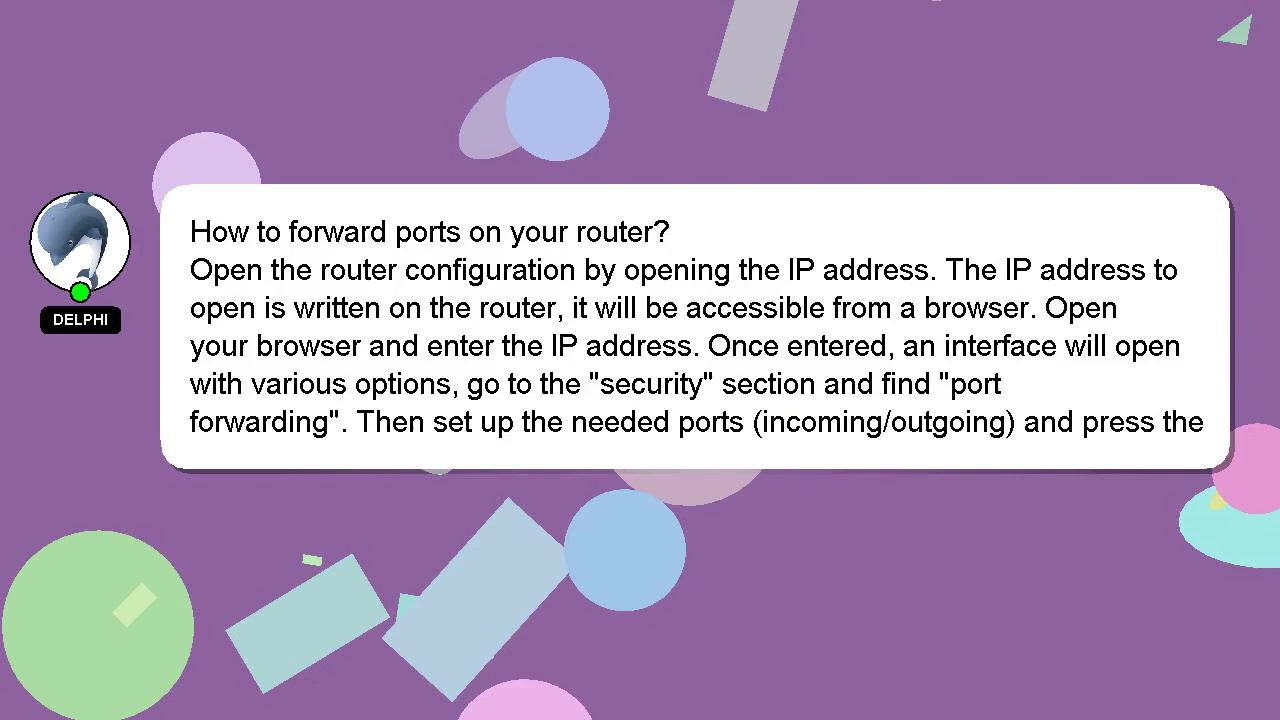 How to forward ports on your router?
Open the router configuration by opening the IP address. The IP address to
open is written on the router, it will be accessible from a browser. Open
your browser and enter the IP address. Once entered, an interface will open
with various options, go to the "security" section and find "port
forwarding". Then set up the needed ports (incoming/outgoing) and press the
DELPHI